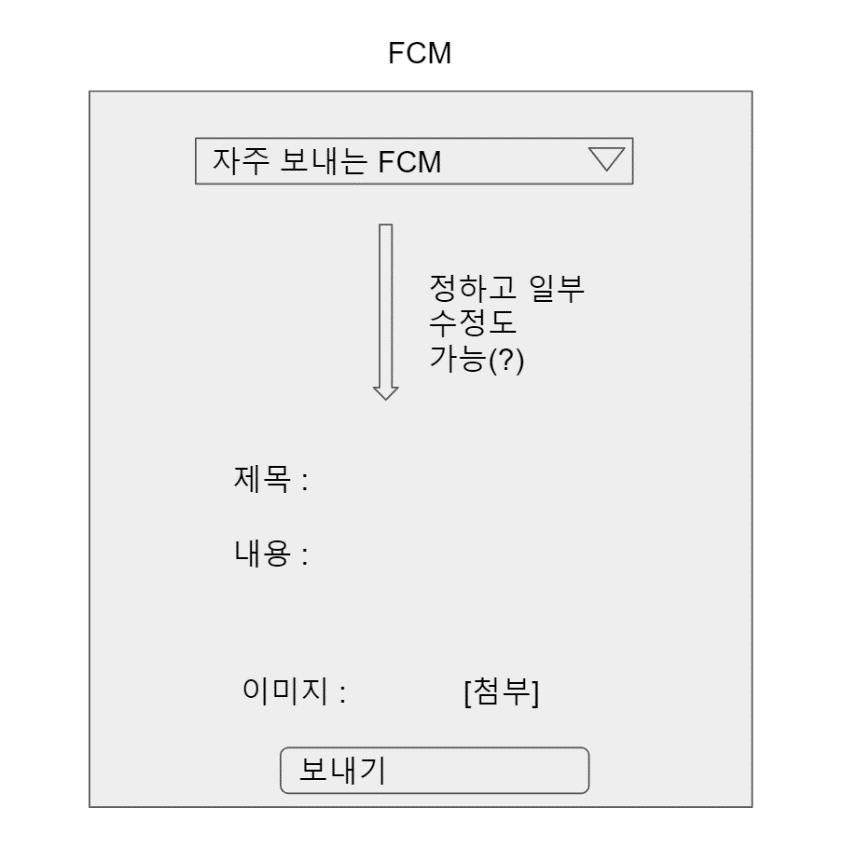 FCM
자주 보내는 FCM
정하고 일부
수정도
가능(?)
제목 :
내용 :
이미지 : [첨부]
보내기